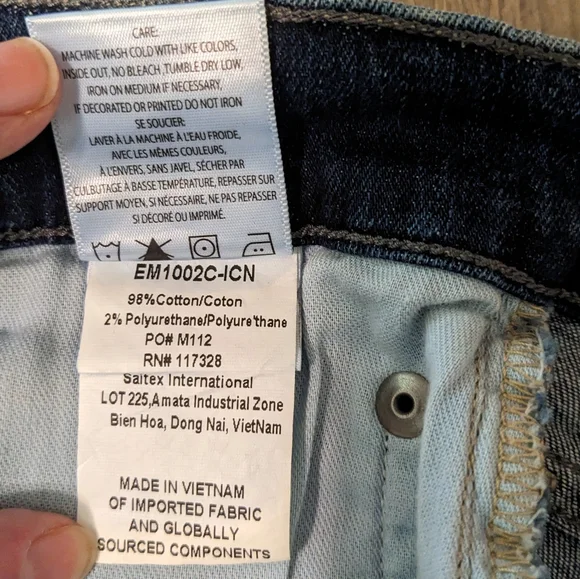 CARE:
MACHINE WASH COLD WITH LIKE COLORS,
INSIDE OUT, NO BLEACH, TUMBLE DRY LOW,
IRON ON MEDIUM IF NECESSARY,
IF DECORATED OR PRINTED DO NOT IRON
SE SOUCIER:
LAVER À LA MACHINE À L'EAU FROIDE,
AVEC LES MÊMES COULEURS,
À L'ENVERS, SANS JAVEL, SÉCHER PAR
CULBUTAGE À BASSE TEMPÉRATURE, REPASSER SUR
SUPPORT MOYEN, SI NÉCESSAIRE, NE PAS REPASSER
SI DÉCORÉ OU IMPRIMÉ.
EM1002C-ICN
98%Cotton/Coton
2% Polyurethane/Polyure'thane
PO# M112
RN# 117328
Saitex International
LOT 225,Amata Industrial Zone
Bien Hoa, Dong Nai, VietNam
MADE IN VIETNAM
OF IMPORTED FABRIC
AND GLOBALLY
SOURCED COMPONENTS